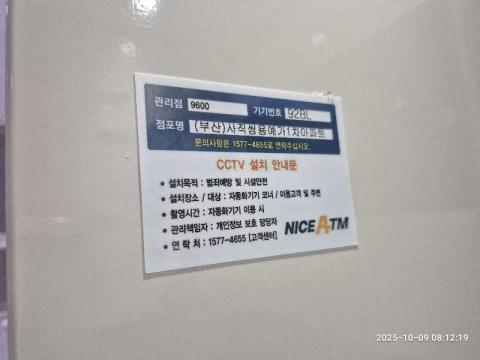 관리점 9600 기기번호 928L
점포명 (부산)사직쌍용예가1차아파트
문의사항은 1577-4655로 연락주십시오.
CCTV 설치 안내문
• 설치목적 : 범죄예방 및 시설안전
• 설치장소 / 대상 : 자동화기기 코너 / 이용고객 및 주변
• 촬영시간 : 자동화기기 이용 시
• 관리책임자 : 개인정보 보호 담당자
• 연 락 처 : 1577-4655 [고객센터]
NICE ATM
2025-10-09 08:12:19